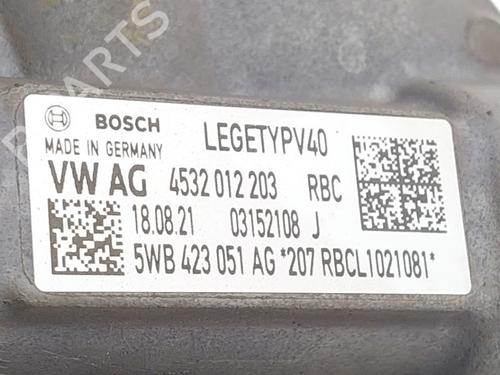 PARTS
BOSCH LEGETYPV40
MADE IN GERMANY
VW AG 4532 012 203 RBC
18.08.21 03152108 J
5WB 423 051 AG *207 RBCL1021081*